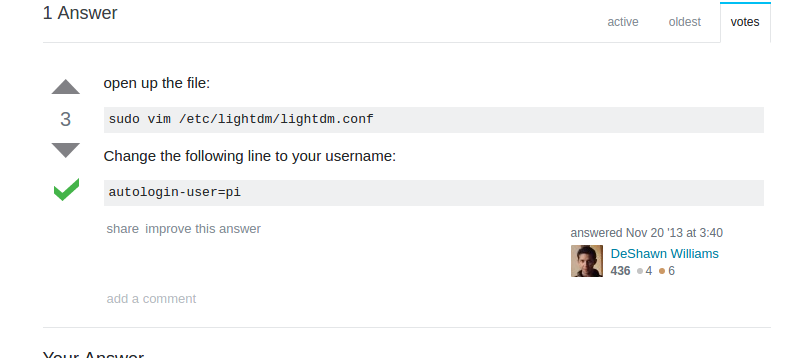 1 Answer
active oldest votes
open up the file:
3
sudo vim /etc/lightdm/lightdm.conf
Change the following line to your username:
autologin-user=pi
share improve this answer
answered Nov 20 '13 at 3:40
DeShawn Williams
436 4 6
add a comment
Your Answer